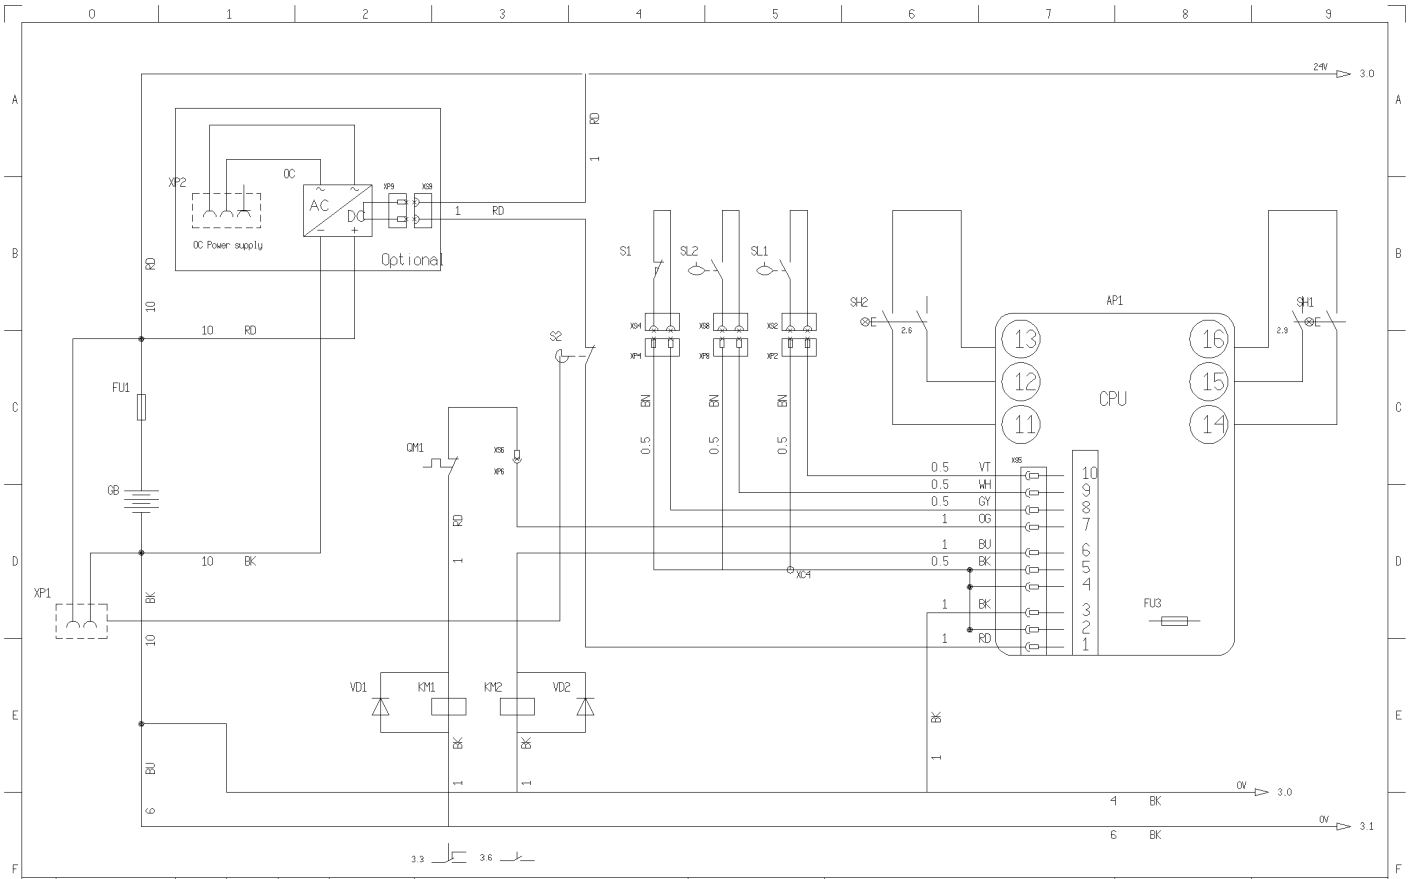 0 1 2 3 4 5 6 7 8 9
24V 3.0
A A
RD
1
OC
XP2 XP9 XS9
AC
DC
1 RD
OC Power supply
Optional
B B
RD
10
S1 SL2 SL1
SH2 AP1 SH1
E E
2.6 2.9
10 RD
XS4 XS8 XS2
S2
XP4 XP8 XP2
13 16
12 15
11 14
CPU
FU1
C C
BN BN BN
0.5 0.5 0.5
QM1 XS6
XP6
XS5
0.5 VT 10
GB 0.5 WH 9
0.5 GY 8
RD 1 OG 7
1 BU 6
10 BK 1 0.5 BK 5
D D
XC4
4
XP1 BK
1 BK 3
FU3
2
10 1 RD 1
VD1 KM1 KM2 VD2
E E
BK BK BK
1 1 1
BU
6
0V 3.0
4 BK
0V 3.1
6 BK
3.3 3.6
F F